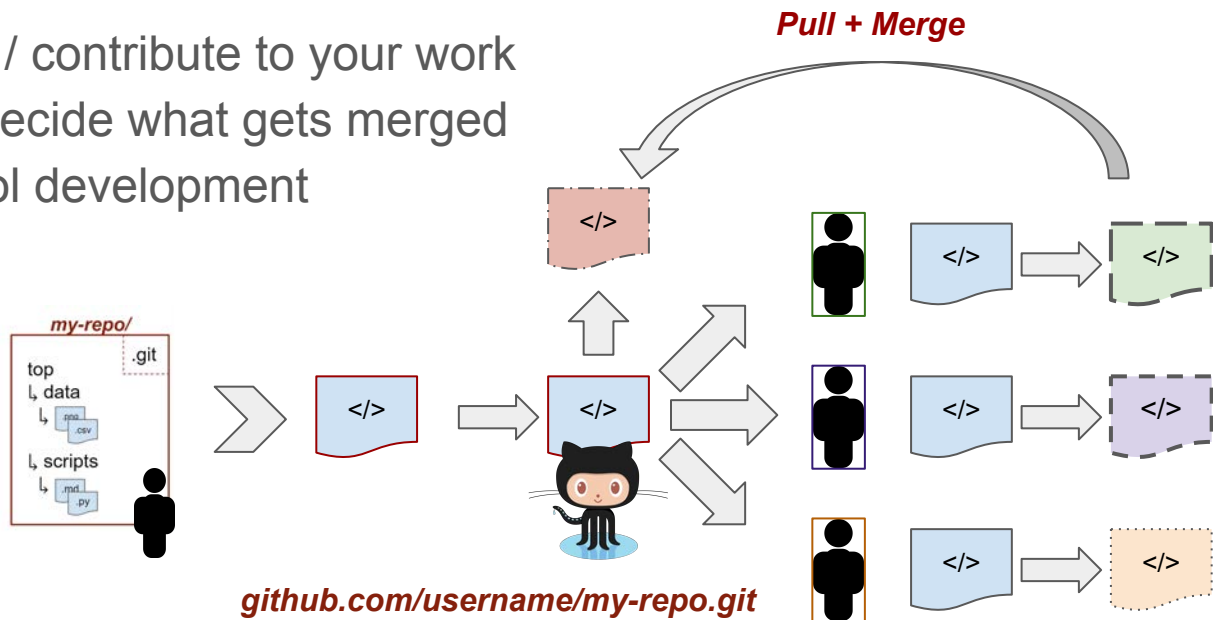 Pull + Merge
/ contribute to your work
ecide what gets merged
ol development
</>
</>
</>
</>
my-repo/
.git
top
↳ data
↳ .png
.csv
↳ scripts
↳ .md
.py
</>
</>
</>
</>
</>
</>
github.com/username/my-repo.git